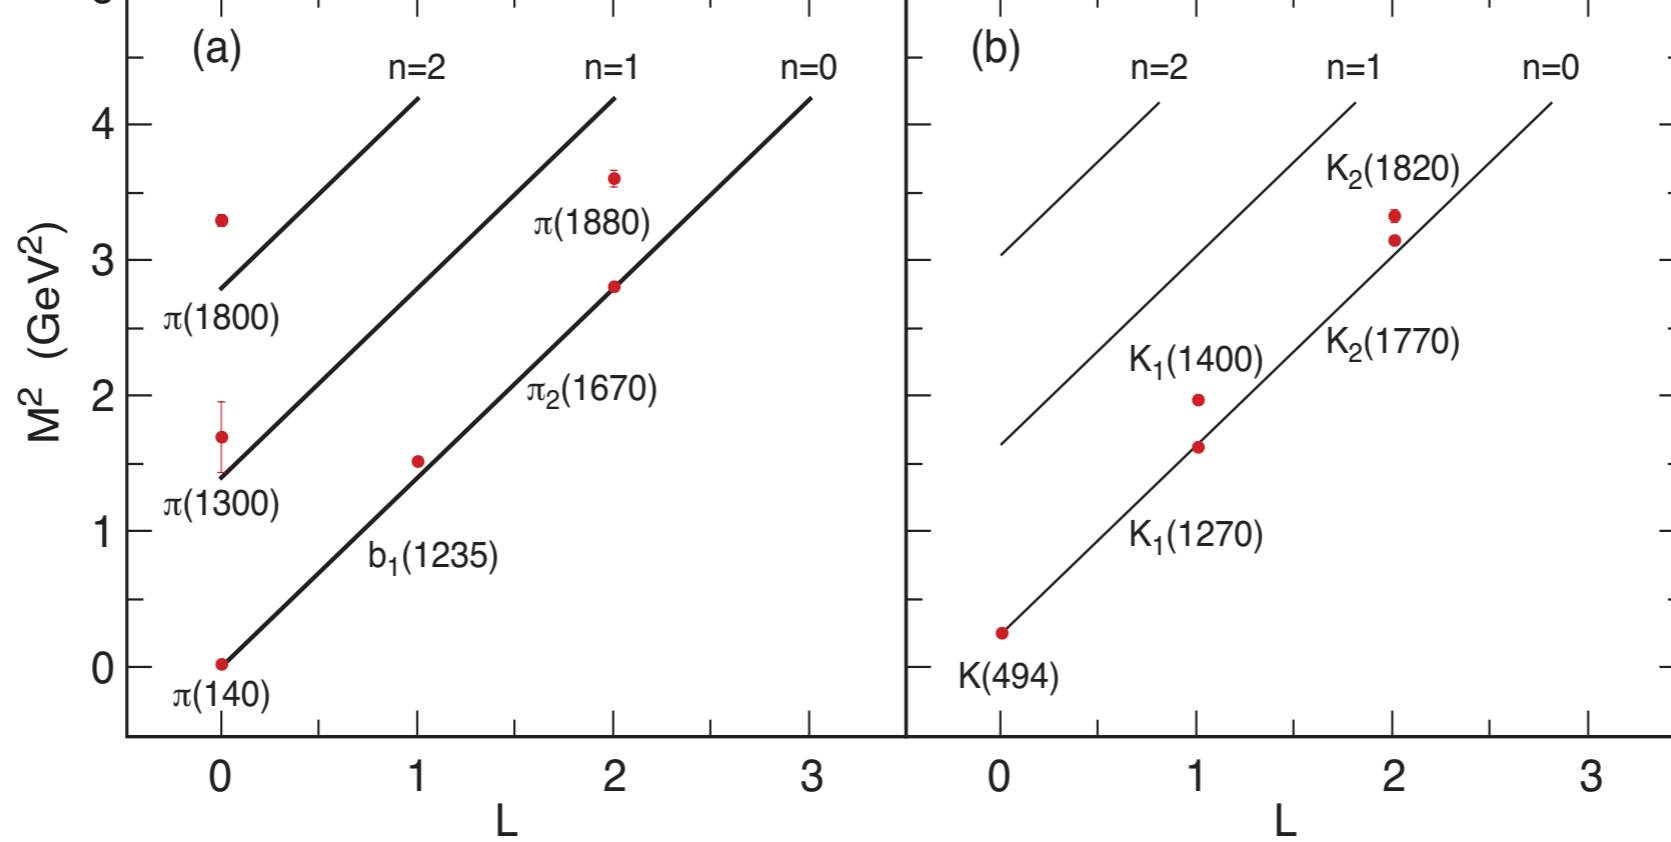 (a)
n=2
n=1
n=0
4
3
2
1
0
M² (GeV²)
π(1800)
π(1300)
π(140)
b₁(1235)
π₂(1670)
π(1880)
0
1
2
3
L
(b)
n=2
n=1
n=0
K₂(1820)
K₂(1770)
K₁(1400)
K₁(1270)
K(494)
0
1
2
3
L